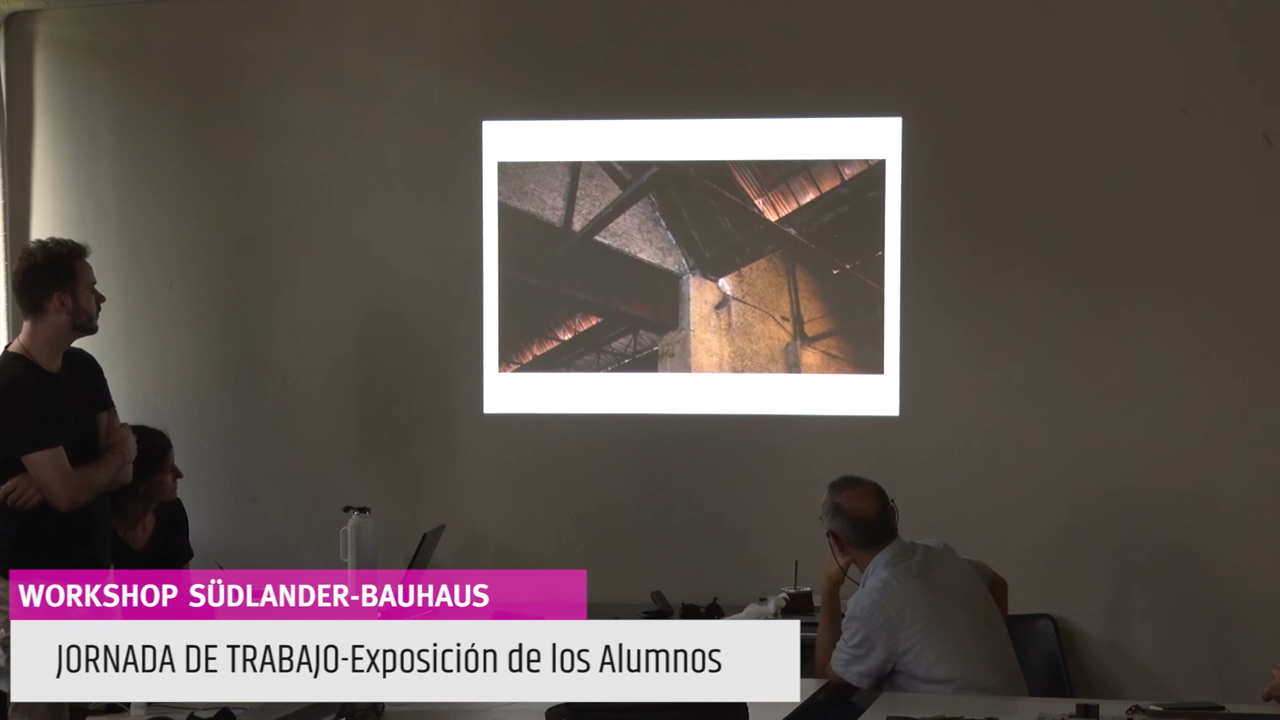 WORKSHOP SÜDLANDER-BAUHAUS
JORNADA DE TRABAJO-Exposición de los Alumnos